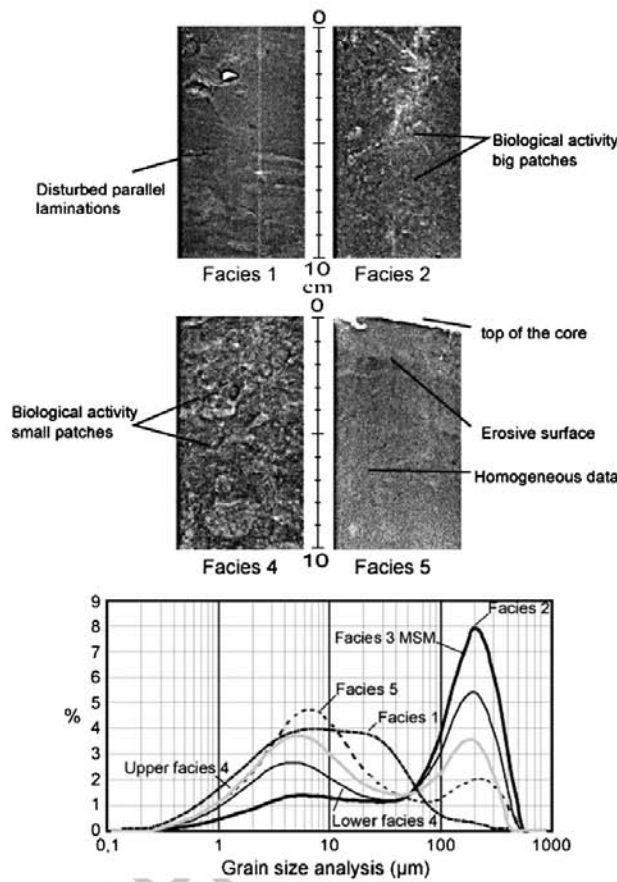 0
Disturbed parallel
laminations
Biological activity
big patches
Facies 1
10
cm
Facies 2
0
top of the core
Biological activity
small patches
Erosive surface
Homogeneous data
Facies 4
10
Facies 5
9
8
7
6
5
4
3
2
1
0
%
Facies 2
Facies 3 MSM
Facies 5
Facies 1
Upper facies 4
Lower facies 4
0,1
1
10
100
1000
Grain size analysis (µm)